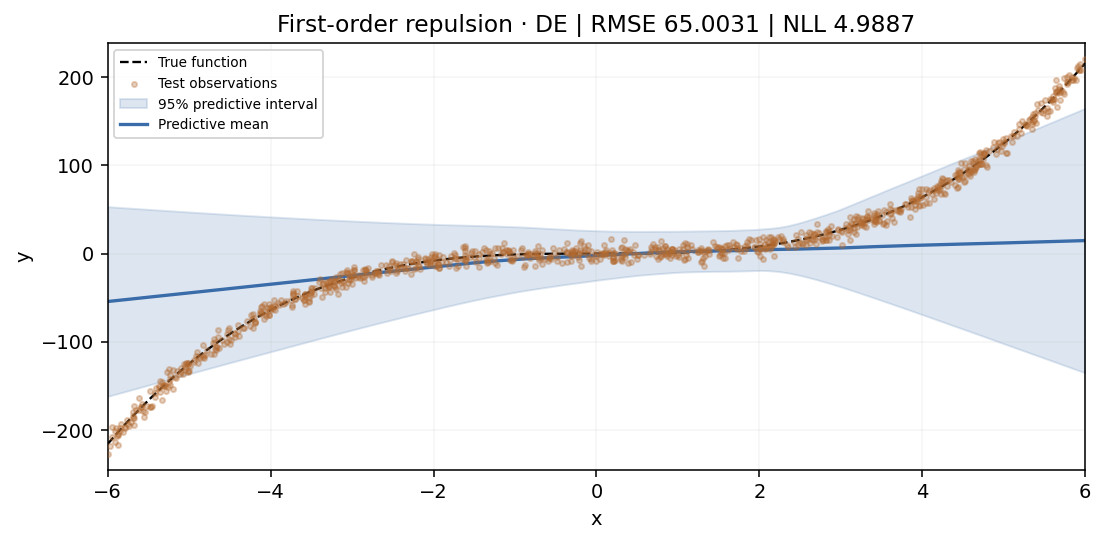 First-order repulsion · DE | RMSE 65.0031 | NLL 4.9887
True function
Test observations
95% predictive interval
Predictive mean
200
100
0
−100
−200
y
−6 −4 −2 0 2 4 6
x